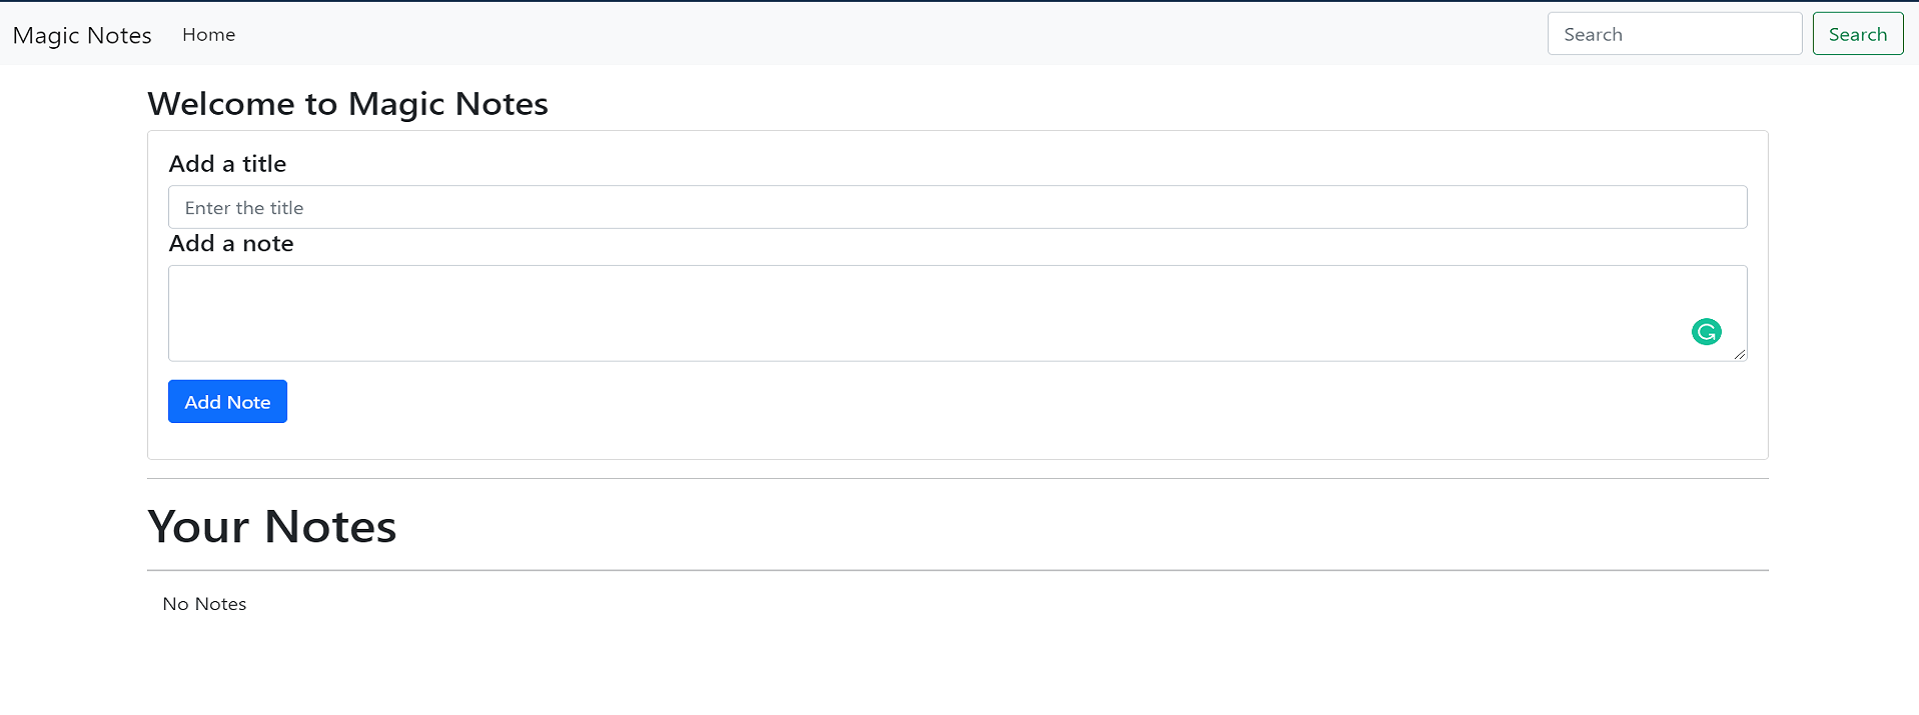 Magic Notes Home Search Search
Welcome to Magic Notes
Add a title
Enter the title
Add a note
Add Note
Your Notes
No Notes